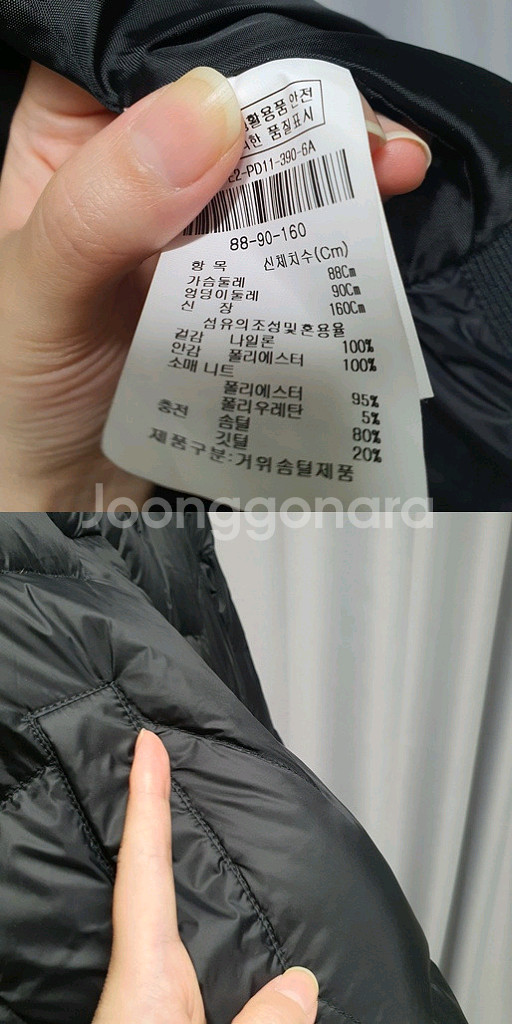 활용품안전
한 품질표시
E2-PD11-390-6A
88-90-160
항 목 신체치수(Cm)
가슴둘레 88Cm
엉덩이둘레 90Cm
신 장 160Cm
섬유의조성및혼용율
겉감 나일론 100%
안감 폴리에스터 100%
소매니트
폴리에스터 95%
폴리우레탄 5%
충전 솜털 80%
깃털 20%
제품구분:거위솜털제품
Joonggonara